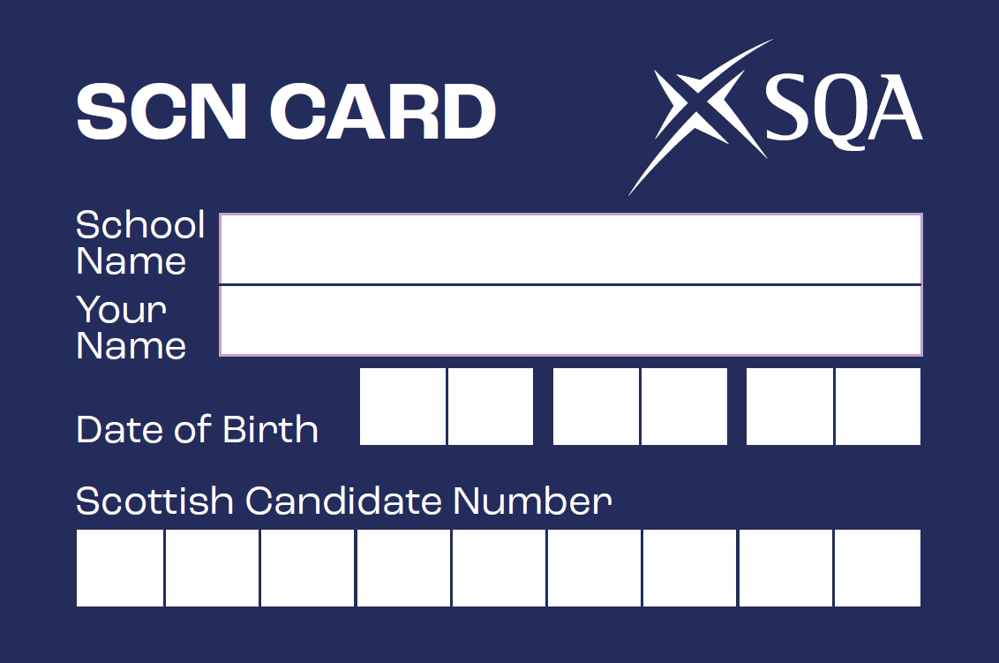 SCN CARD
SQA
School
Name
Your
Name
Date of Birth
Scottish Candidate Number